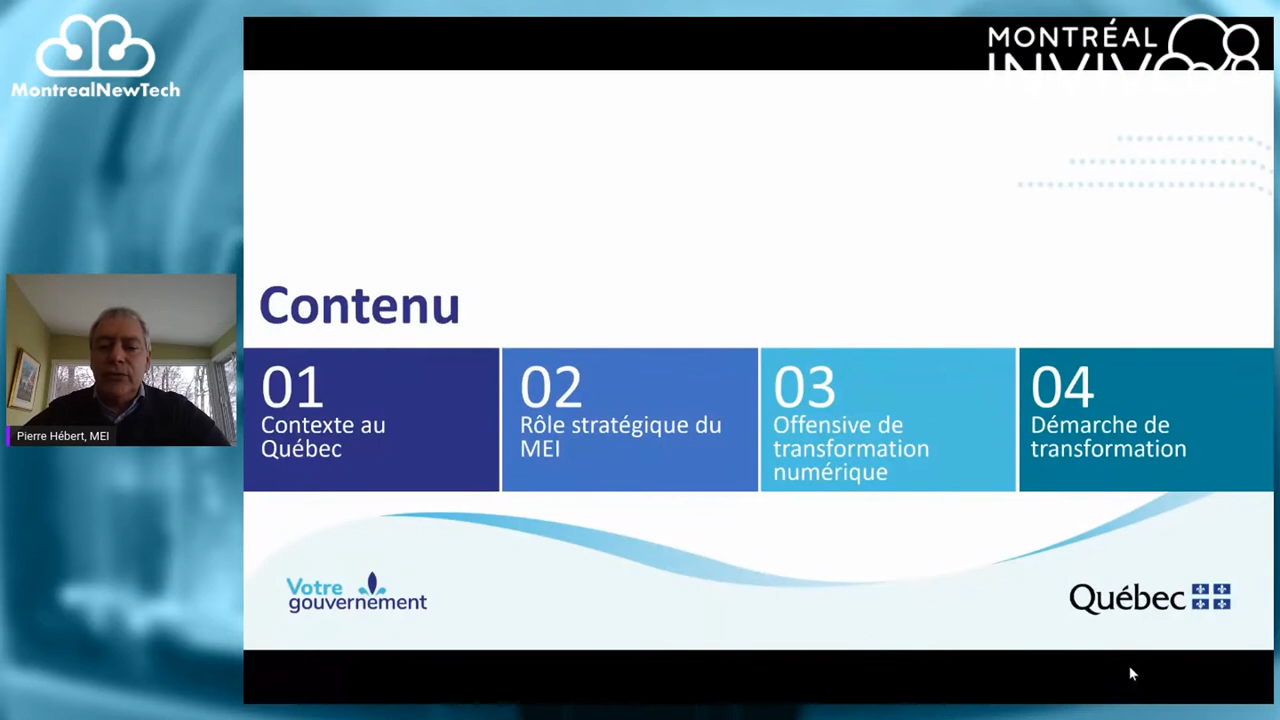 MontrealNewTech
MONTRÉAL
INVIVO
Contenu
01
Contexte au
Québec
02
Rôle stratégique du
MEI
03
Offensive de
transformation
numérique
04
Démarche de
transformation
Pierre Hébert, MEI
Votre
gouvernement
Québec